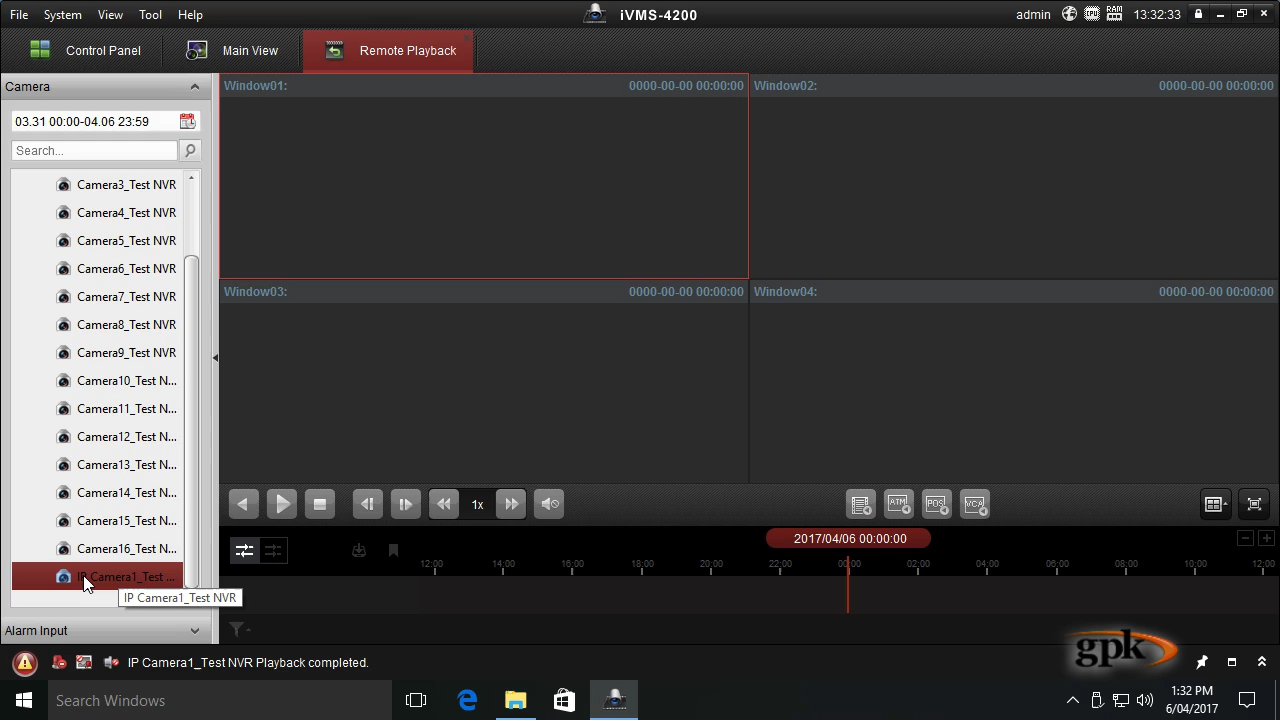 File System View Tool Help
iVMS-4200
admin RAM 13:32:33
Control Panel
Main View
Remote Playback
Camera
03.31 00:00-04.06 23:59
Search...
Camera3_Test NVR
Camera4_Test NVR
Camera5_Test NVR
Camera6_Test NVR
Camera7_Test NVR
Camera8_Test NVR
Camera9_Test NVR
Camera10_Test N...
Camera11_Test N...
Camera12_Test N...
Camera13_Test N...
Camera14_Test N...
Camera15_Test N...
Camera16_Test N...
IP Camera1_Test ...
IP Camera1_Test NVR
Alarm Input
Window01: 0000-00-00 00:00:00
Window02: 0000-00-00 00:00:00
Window03: 0000-00-00 00:00:00
Window04: 0000-00-00 00:00:00
1x
ATM POS VCA
2017/04/06 00:00:00
12:00 14:00 16:00 18:00 20:00 22:00 00:00 02:00 04:00 06:00 08:00 10:00 12:00
IP Camera1_Test NVR Playback completed.
gpk
Search Windows
1:32 PM
6/04/2017